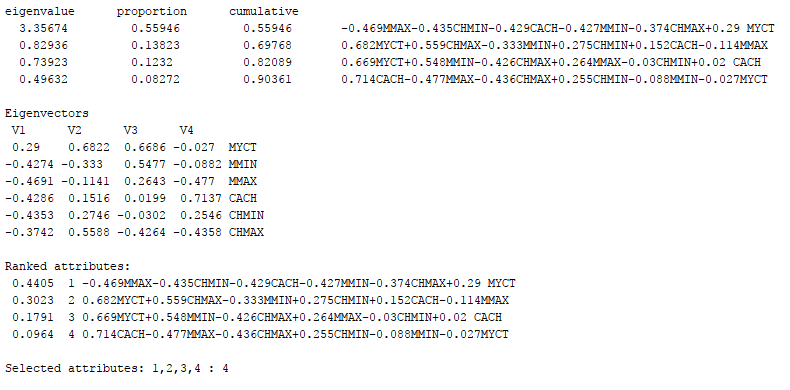 eigenvalue proportion cumulative
3.35674 0.55946 0.55946 -0.469MMAX-0.435CHMIN-0.429CACH-0.427MMIN-0.374CHMAX+0.29 MYCT
0.82936 0.13823 0.69768 0.682MYCT+0.559CHMAX-0.333MMIN+0.275CHMIN+0.152CACH-0.114MMAX
0.73923 0.1232 0.82089 0.669MYCT+0.548MMIN-0.426CHMAX+0.264MMAX-0.03CHMIN+0.02 CACH
0.49632 0.08272 0.90361 0.714CACH-0.477MMAX-0.436CHMAX+0.255CHMIN-0.088MMIN-0.027MYCT
Eigenvectors
V1 V2 V3 V4
0.29 0.6822 0.6686 -0.027 MYCT
-0.4274 -0.333 0.5477 -0.0882 MMIN
-0.4691 -0.1141 0.2643 -0.477 MMAX
-0.4286 0.1516 0.0199 0.7137 CACH
-0.4353 0.2746 -0.0302 0.2546 CHMIN
-0.3742 0.5588 -0.4264 -0.4358 CHMAX
Ranked attributes:
0.4405 1 -0.469MMAX-0.435CHMIN-0.429CACH-0.427MMIN-0.374CHMAX+0.29 MYCT
0.3023 2 0.682MYCT+0.559CHMAX-0.333MMIN+0.275CHMIN+0.152CACH-0.114MMAX
0.1791 3 0.669MYCT+0.548MMIN-0.426CHMAX+0.264MMAX-0.03CHMIN+0.02 CACH
0.0964 4 0.714CACH-0.477MMAX-0.436CHMAX+0.255CHMIN-0.088MMIN-0.027MYCT
Selected attributes: 1,2,3,4 : 4